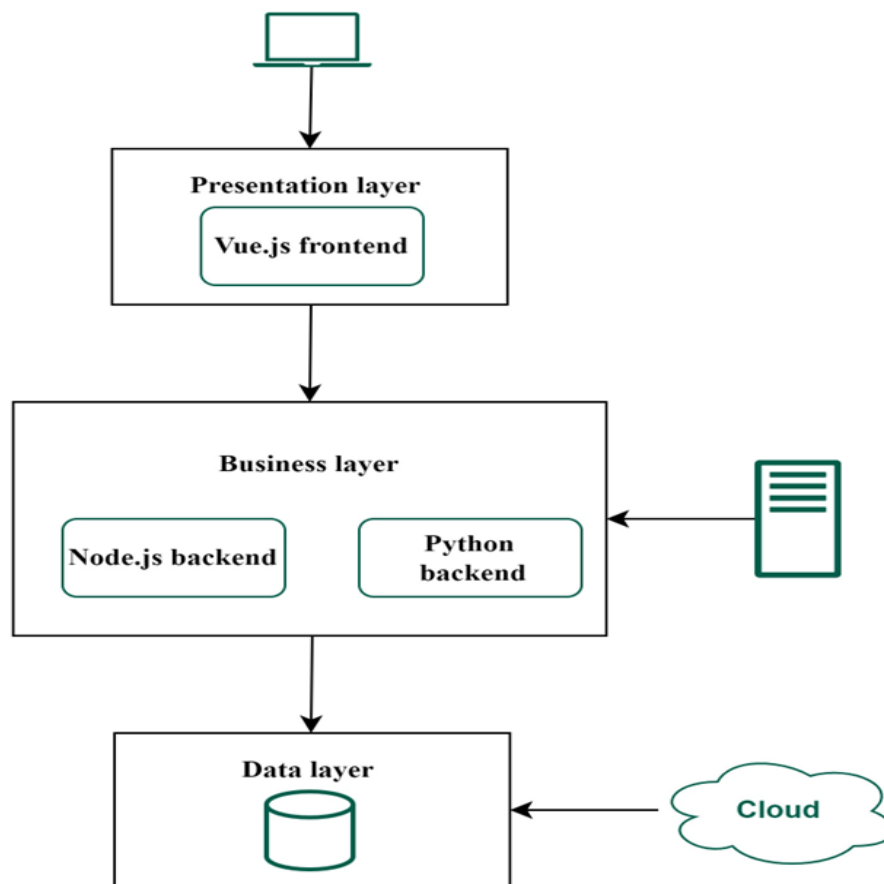 Presentation layer
Vue.js frontend
Business layer
Node.js backend
Python
backend
Data layer
Cloud